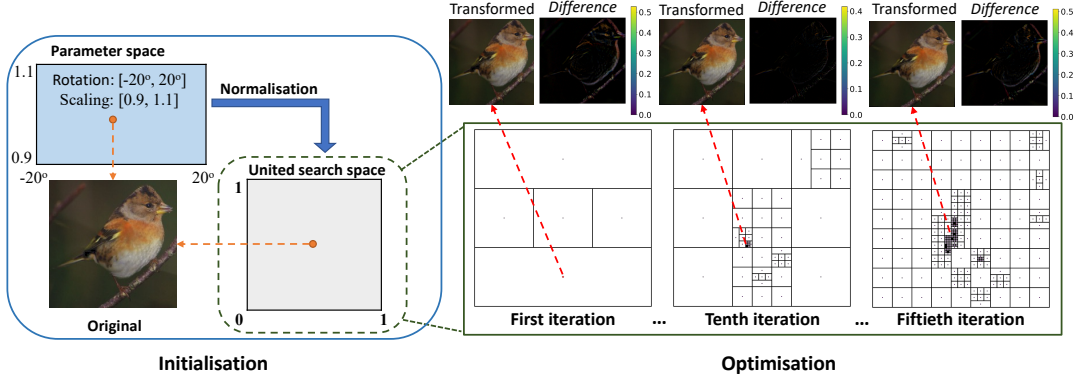 Parameter space
1.1
Rotation: [-20°, 20°]
Scaling: [0.9, 1.1]
0.9
-20°
20°
Normalisation
United search space
1
0
1
Original
Initialisation
Transformed
Difference
0.5
0.4
0.3
0.2
0.1
0.0
Transformed
Difference
0.4
0.3
0.2
0.1
0.0
Transformed
Difference
0.5
0.4
0.3
0.2
0.1
0.0
First iteration
...
Tenth iteration
...
Fiftieth iteration
Optimisation